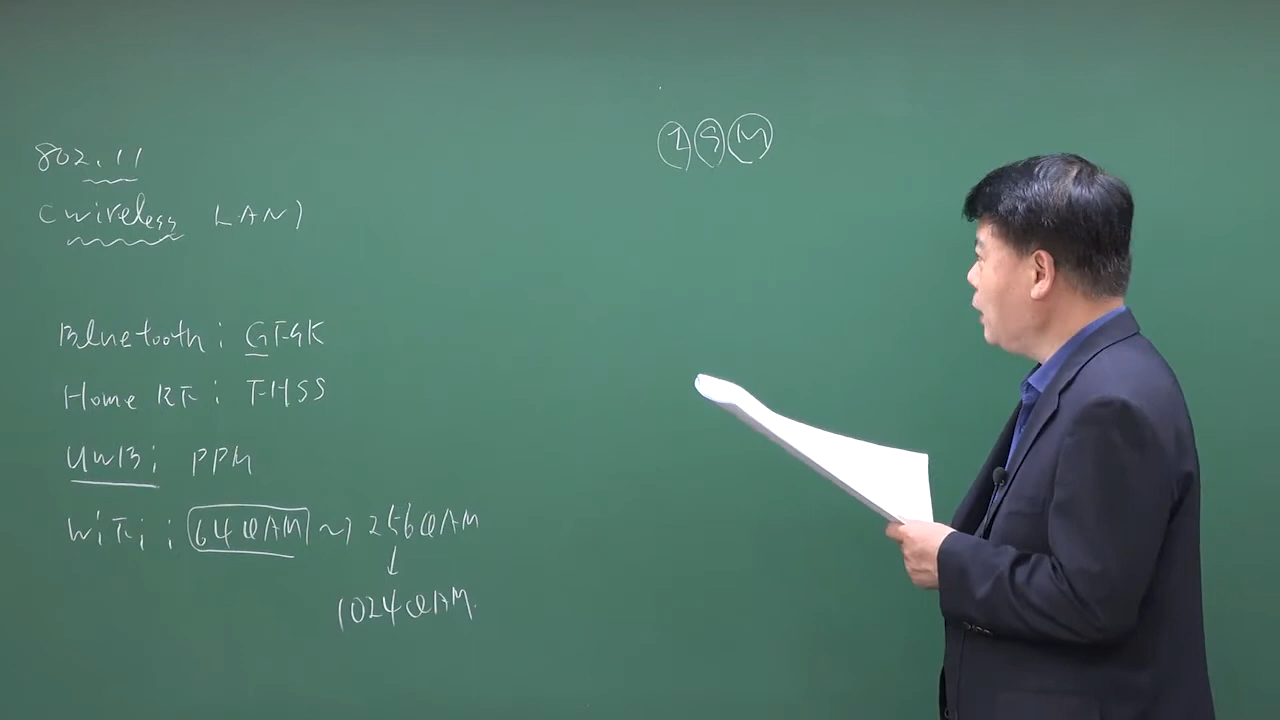 802.11
(wireless LAN)
Bluetooth : GFSK
Home RF : FHSS
UWB : PPM
WiFi : 64QAM ~ 256QAM
↓
1024QAM.
ISM